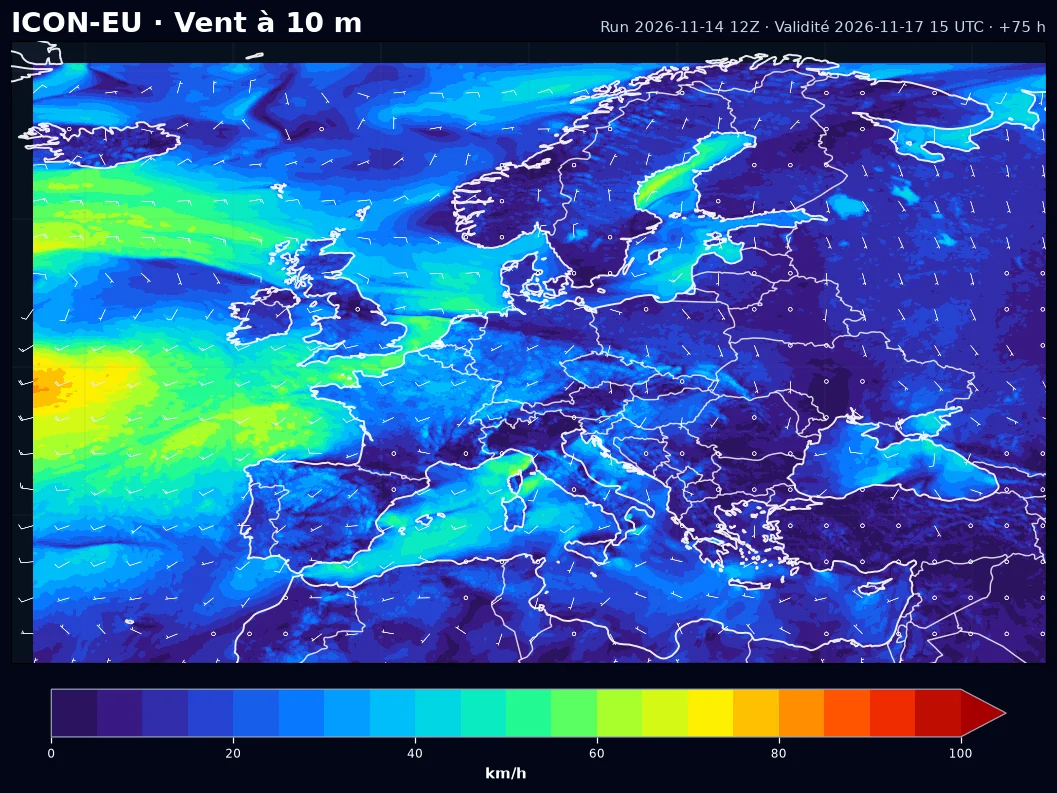 ICON-EU · Vent à 10 m
Run 2026-11-14 12Z · Validité 2026-11-17 15 UTC · +75 h
0 20 40 60 80 100
km/h